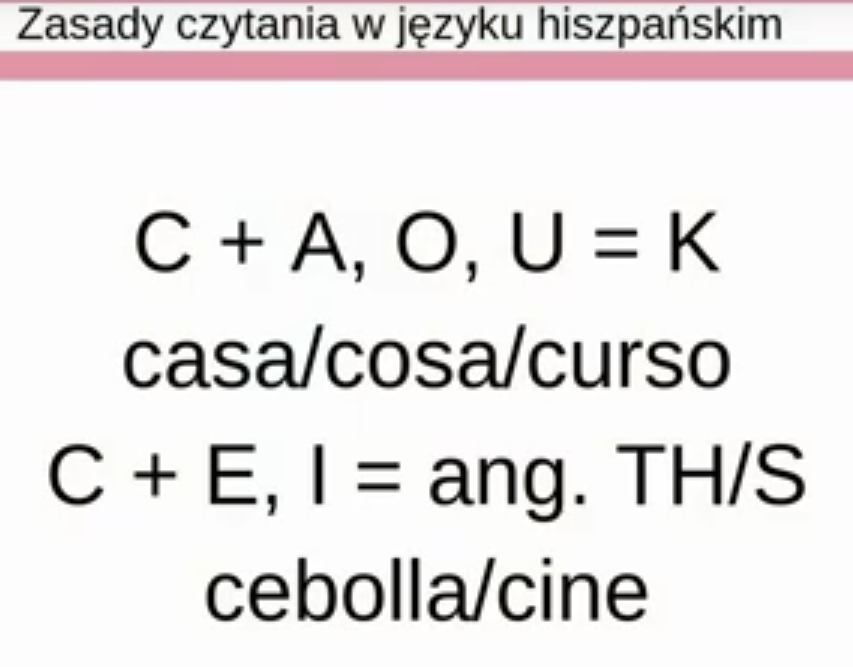 Zasady czytania w języku hiszpańskim
C + A, O, U = K
casa/cosa/curso
C + E, I = ang. TH/S
cebolla/cine